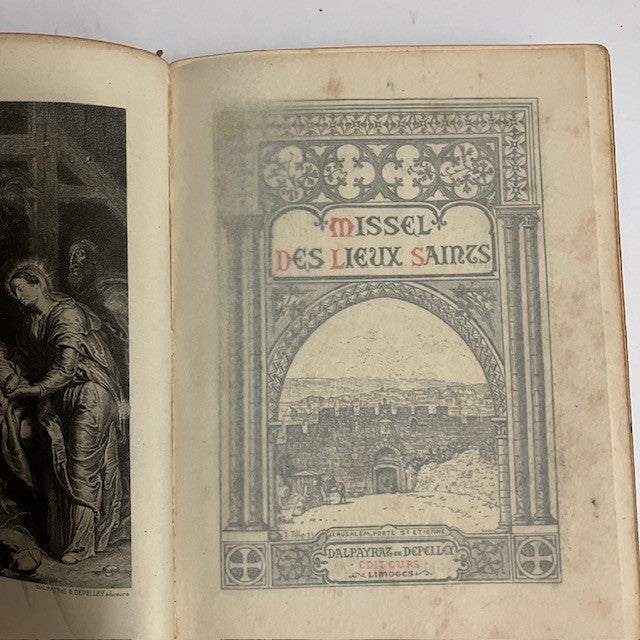 DALPAYRAT & DEPELLEY éditeurs
MISSEL
DES LIEUX SAINTS
JERUSALEM, PORTE ST ETIENNE
DALPAYRAT ET DEPELLEY
EDITEURS
LIMOGES